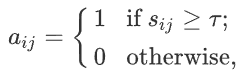 a_{ij} = { 1 if s_{ij} ≥ τ;
0 otherwise,